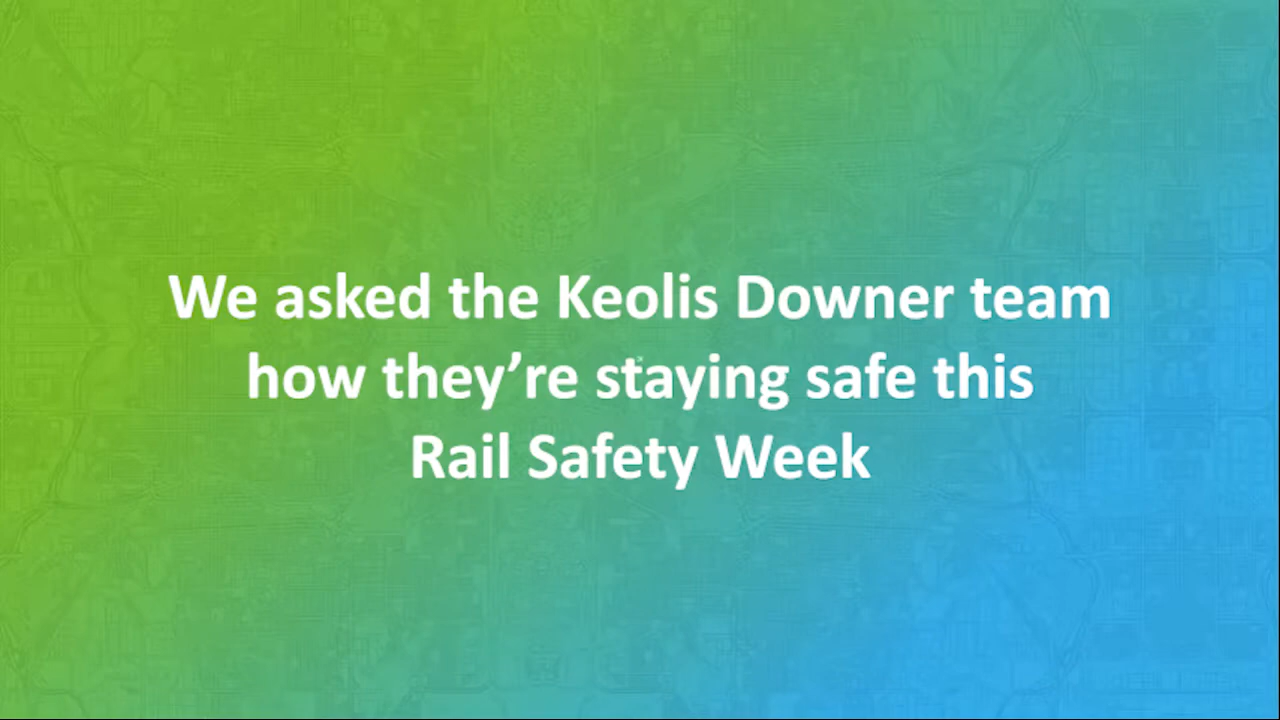 We asked the Keolis Downer team
how they’re staying safe this
Rail Safety Week